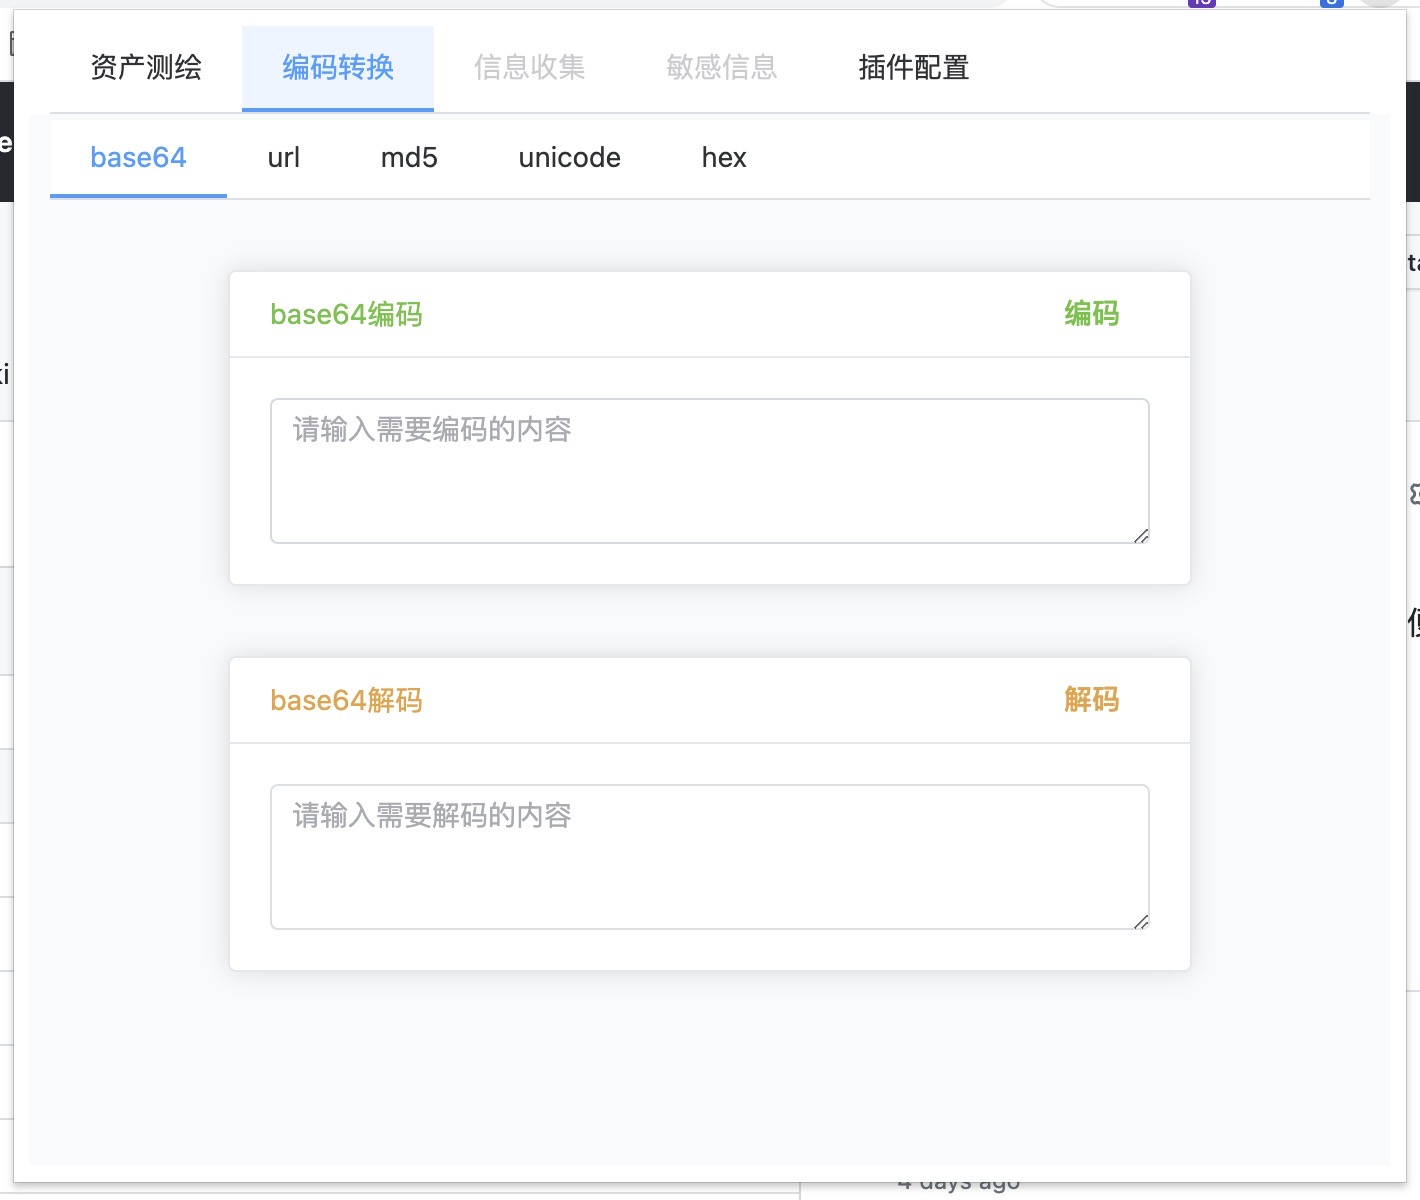 资产测绘 编码转换 信息收集 敏感信息 插件配置
base64 url md5 unicode hex
base64编码 编码
请输入需要编码的内容
base64解码 解码
请输入需要解码的内容
4 days ago